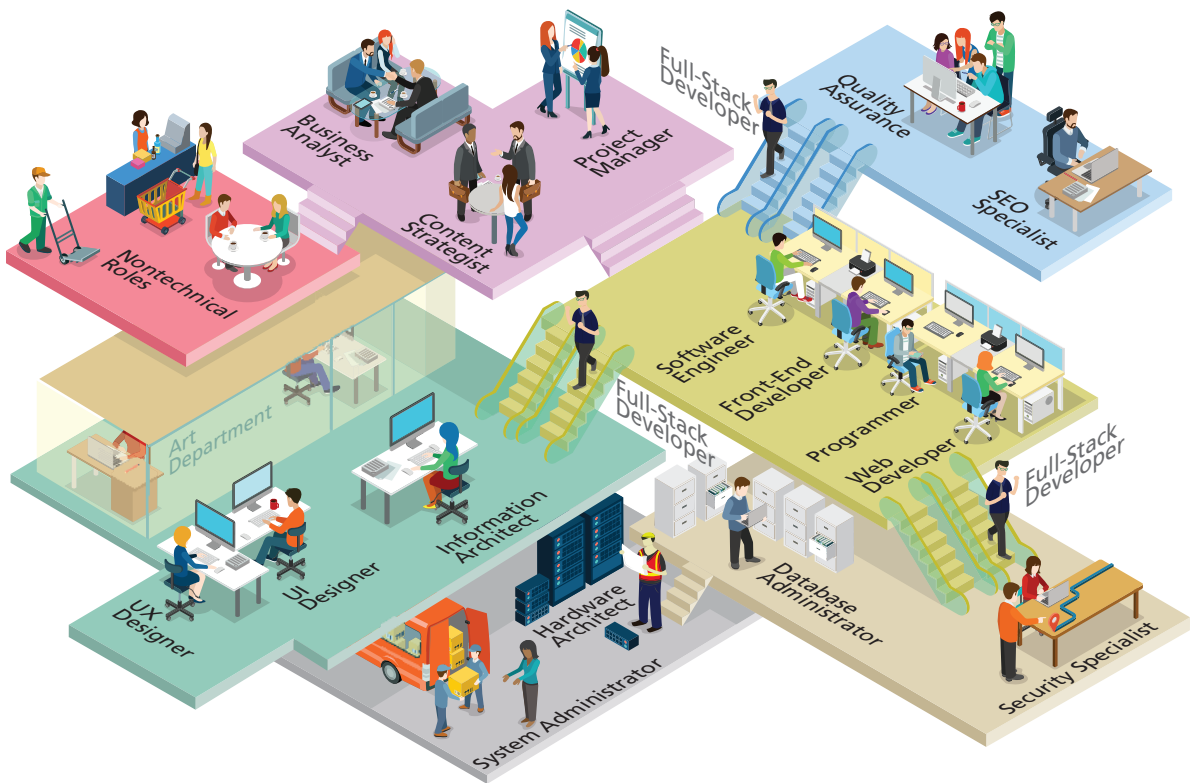 Full-Stack
Developer
Quality
Assurance
Business
Analyst
Project
Manager
SEO
Specialist
Content
Strategist
Nontechnical
Roles
Software
Engineer
Front-End
Developer
Programmer
Web
Developer
Full-Stack
Developer
Full-Stack
Developer
Art
Department
Information
Architect
UI
Designer
UX
Designer
Hardware
Architect
Database
Administrator
System Administrator
Security Specialist